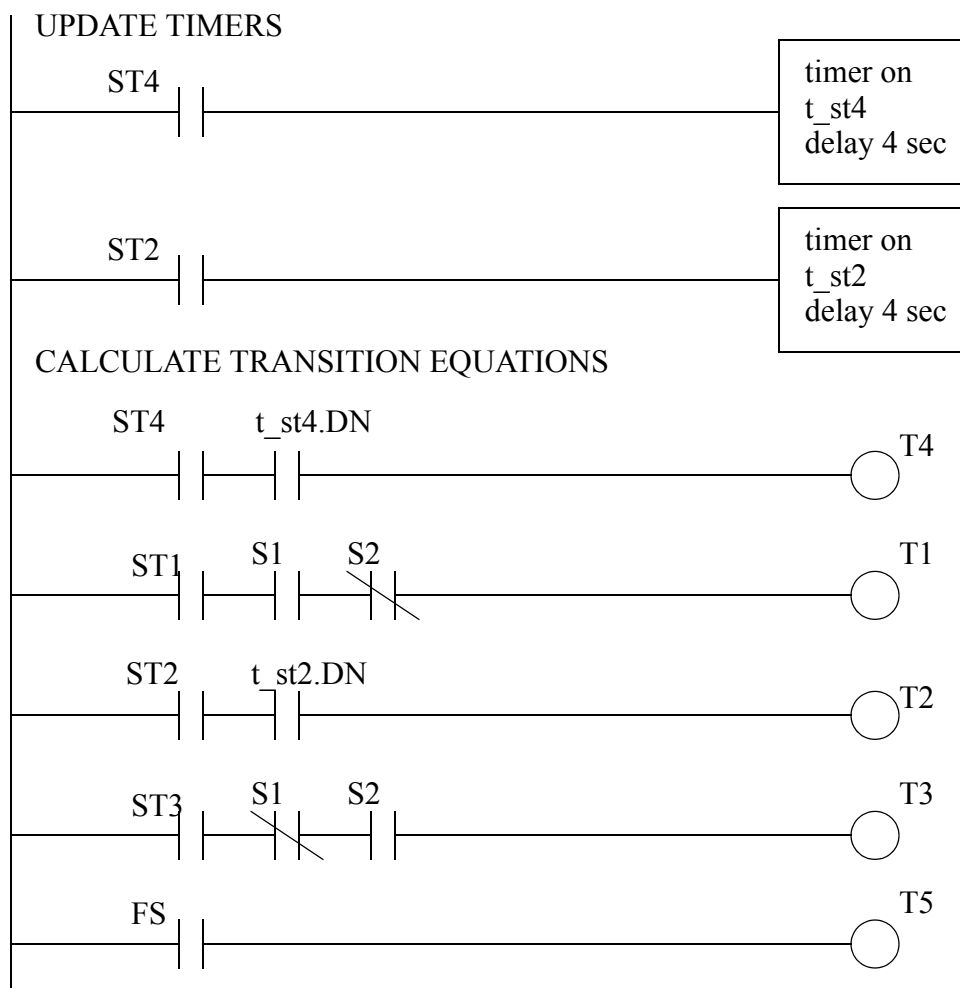 UPDATE TIMERS
ST4
timer on
t_st4
delay 4 sec
ST2
timer on
t_st2
delay 4 sec
CALCULATE TRANSITION EQUATIONS
ST4 t_st4.DN T4
ST1 S1 S2 T1
ST2 t_st2.DN T2
ST3 S1 S2 T3
FS T5